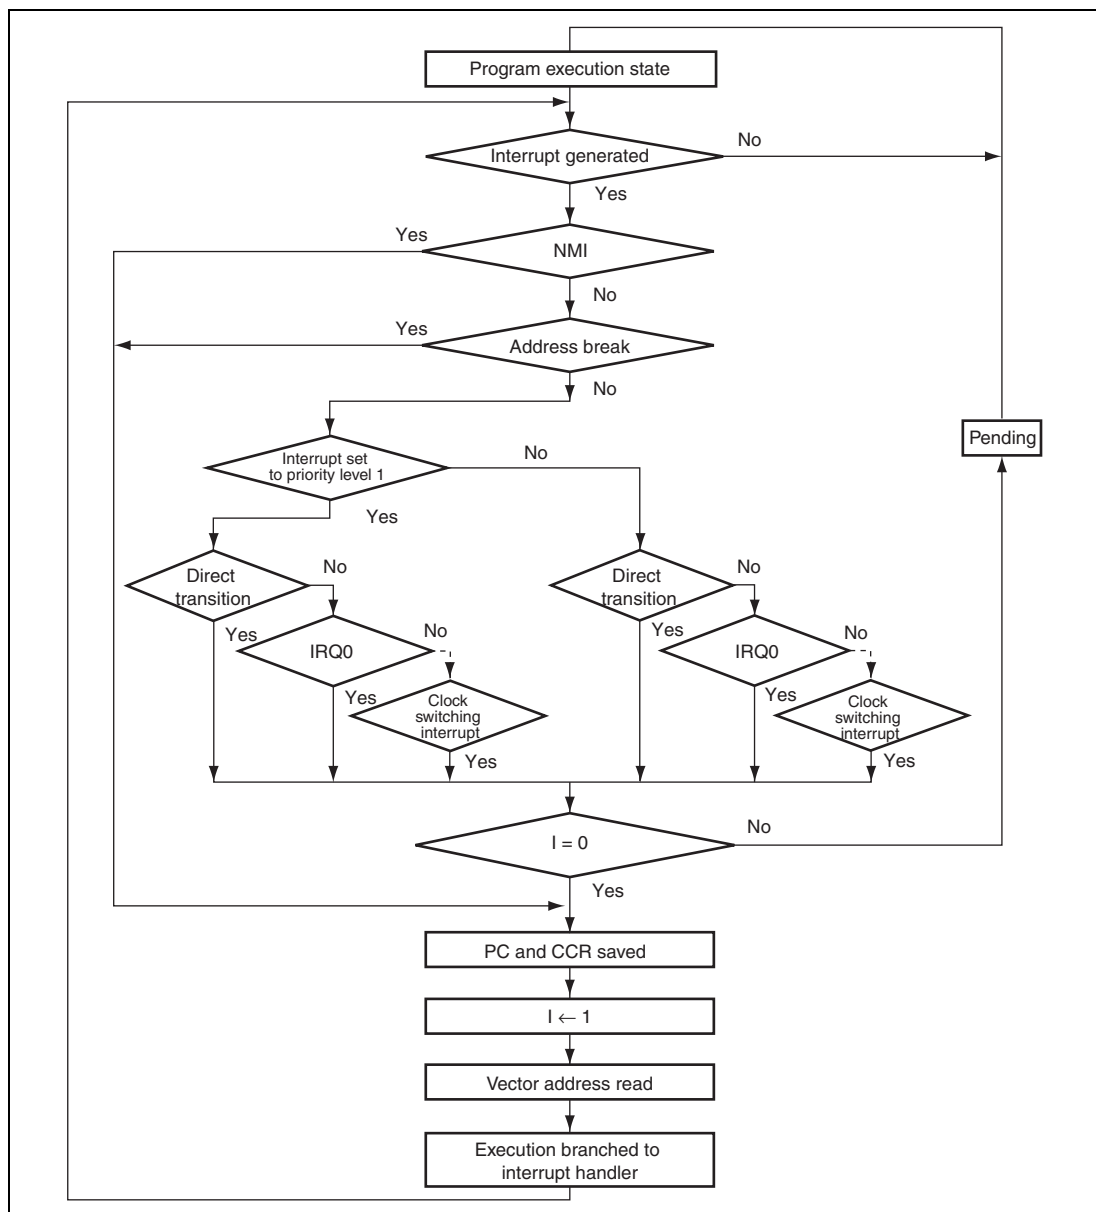 Program execution state
No
Interrupt generated
Yes
Yes
NMI
No
Yes
Address break
No
Pending
Interrupt set
to priority level 1
No
Yes
Direct
transition
No
Yes
IRQ0
No
Yes
Clock
switching
interrupt
Yes
Direct
transition
No
Yes
IRQ0
No
Yes
Clock
switching
interrupt
Yes
I = 0
No
Yes
PC and CCR saved
I ← 1
Vector address read
Execution branched to
interrupt handler